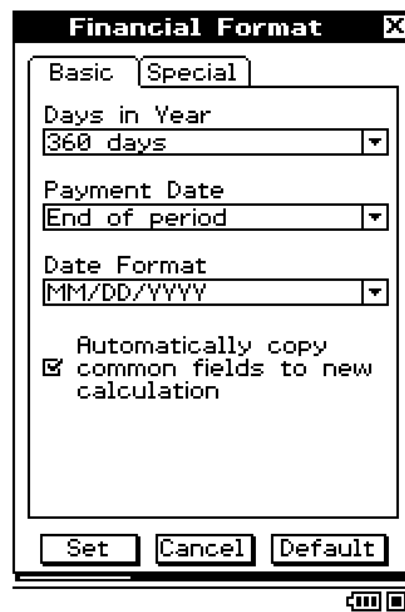 Financial Format
Basic
Special
Days in Year
360 days
Payment Date
End of period
Date Format
MM/DD/YYYY
Automatically copy
common fields to new
calculation
Set
Cancel
Default